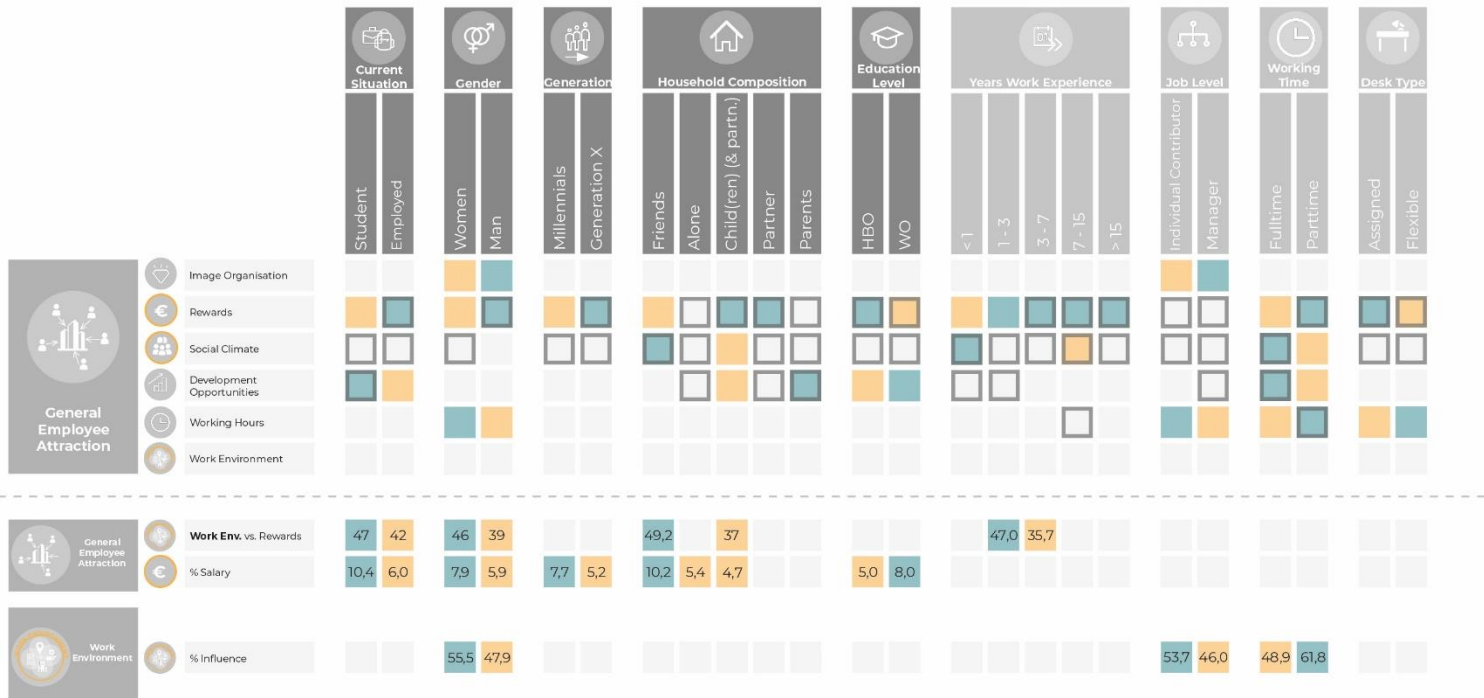 Current
Situation
Gender
Generation
Household Composition
Education
Level
Years Work Experience
Job Level
Working
Time
Desk Type
Student
Employed
Women
Man
Millennials
Generation X
Friends
Alone
Child(ren) (& partn.)
Partner
Parents
HBO
WO
< 1
1 - 3
3 - 7
7 - 15
> 15
Individual Contributor
Manager
Fulltime
Parttime
Assigned
Flexible
General
Employee
Attraction
Image Organisation
€ Rewards
Social Climate
Development
Opportunities
Working Hours
Work Environment
General
Employee
Attraction
Work Env. vs. Rewards
47 42 46 39 49,2 37 47,0 35,7
€ % Salary
10,4 6,0 7,9 5,9 7,7 5,2 10,2 5,4 4,7 5,0 8,0
Work
Environment
% Influence
55,5 47,9 53,7 46,0 48,9 61,8